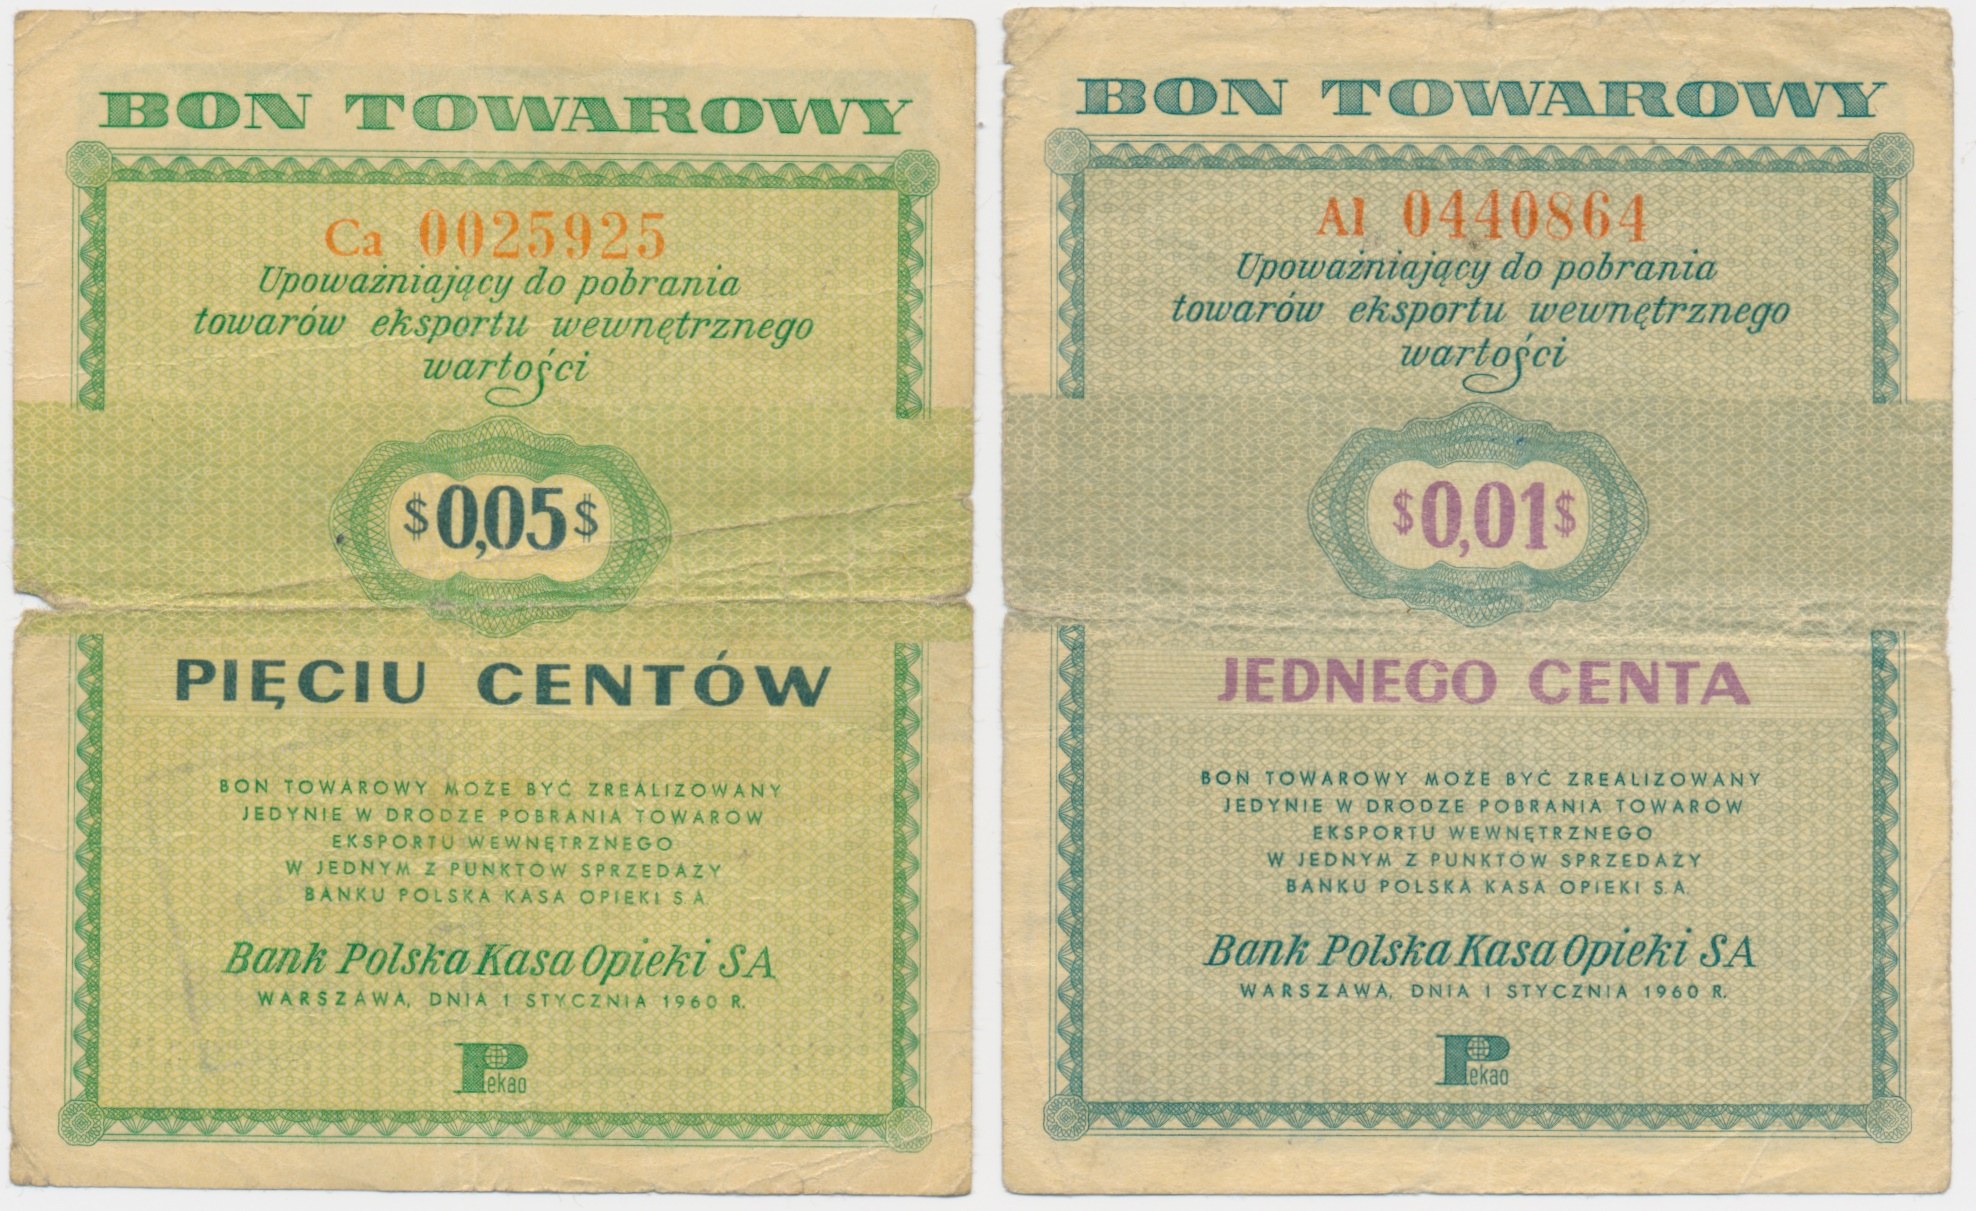 BON TOWAROWY
Ca 0025925
Upoważniający do pobrania
towarów eksportu wewnętrznego
wartości
$0,05$
PIĘCIU CENTÓW
BON TOWAROWY MOŻE BYĆ ZREALIZOWANY
JEDYNIE W DRODZE POBRANIA TOWARÓW
EKSPORTU WEWNĘTRZNEGO
W JEDNYM Z PUNKTÓW SPRZEDAŻY
BANKU POLSKA KASA OPIEKI S A
Bank Polska Kasa Opieki SA
WARSZAWA, DNIA 1 STYCZNIA 1960 R.
Pekao
BON TOWAROWY
Al 0440864
Upoważniający do pobrania
towarów eksportu wewnętrznego
wartości
$0,01$
JEDNEGO CENTA
BON TOWAROWY MOŻE BYĆ ZREALIZOWANY
JEDYNIE W DRODZE POBRANIA TOWARÓW
EKSPORTU WEWNĘTRZNEGO
W JEDNYM Z PUNKTÓW SPRZEDAŻY
BANKU POLSKA KASA OPIEKI S.A.
Bank Polska Kasa Opieki SA
WARSZAWA, DNIA 1 STYCZNIA 1960 R.
Pekao